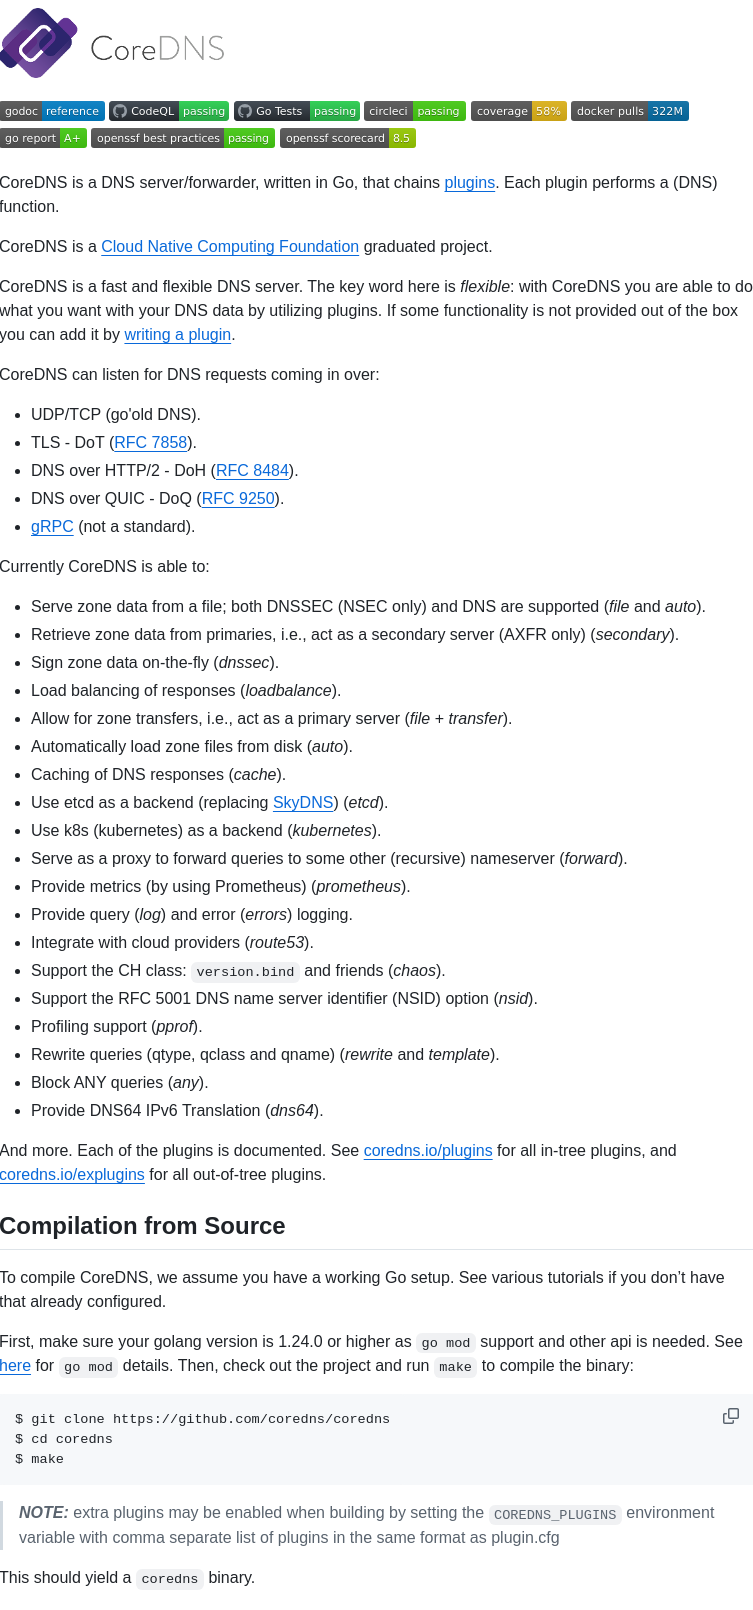 CoreDNS
godoc reference CodeQL passing Go Tests passing circleci passing coverage 58% docker pulls 322M
go report A+ openssf best practices passing openssf scorecard 8.5
CoreDNS is a DNS server/forwarder, written in Go, that chains plugins. Each plugin performs a (DNS)
function.
CoreDNS is a Cloud Native Computing Foundation graduated project.
CoreDNS is a fast and flexible DNS server. The key word here is flexible: with CoreDNS you are able to do
what you want with your DNS data by utilizing plugins. If some functionality is not provided out of the box
you can add it by writing a plugin.
CoreDNS can listen for DNS requests coming in over:
UDP/TCP (go'old DNS).
TLS - DoT (RFC 7858).
DNS over HTTP/2 - DoH (RFC 8484).
DNS over QUIC - DoQ (RFC 9250).
gRPC (not a standard).
Currently CoreDNS is able to:
Serve zone data from a file; both DNSSEC (NSEC only) and DNS are supported (file and auto).
Retrieve zone data from primaries, i.e., act as a secondary server (AXFR only) (secondary).
Sign zone data on-the-fly (dnssec).
Load balancing of responses (loadbalance).
Allow for zone transfers, i.e., act as a primary server (file + transfer).
Automatically load zone files from disk (auto).
Caching of DNS responses (cache).
Use etcd as a backend (replacing SkyDNS) (etcd).
Use k8s (kubernetes) as a backend (kubernetes).
Serve as a proxy to forward queries to some other (recursive) nameserver (forward).
Provide metrics (by using Prometheus) (prometheus).
Provide query (log) and error (errors) logging.
Integrate with cloud providers (route53).
Support the CH class: version.bind and friends (chaos).
Support the RFC 5001 DNS name server identifier (NSID) option (nsid).
Profiling support (pprof).
Rewrite queries (qtype, qclass and qname) (rewrite and template).
Block ANY queries (any).
Provide DNS64 IPv6 Translation (dns64).
And more. Each of the plugins is documented. See coredns.io/plugins for all in-tree plugins, and
coredns.io/explugins for all out-of-tree plugins.
Compilation from Source
To compile CoreDNS, we assume you have a working Go setup. See various tutorials if you don’t have
that already configured.
First, make sure your golang version is 1.24.0 or higher as go mod support and other api is needed. See
here for go mod details. Then, check out the project and run make to compile the binary:
$ git clone https://github.com/coredns/coredns
$ cd coredns
$ make
NOTE: extra plugins may be enabled when building by setting the COREDNS_PLUGINS environment
variable with comma separate list of plugins in the same format as plugin.cfg
This should yield a coredns binary.